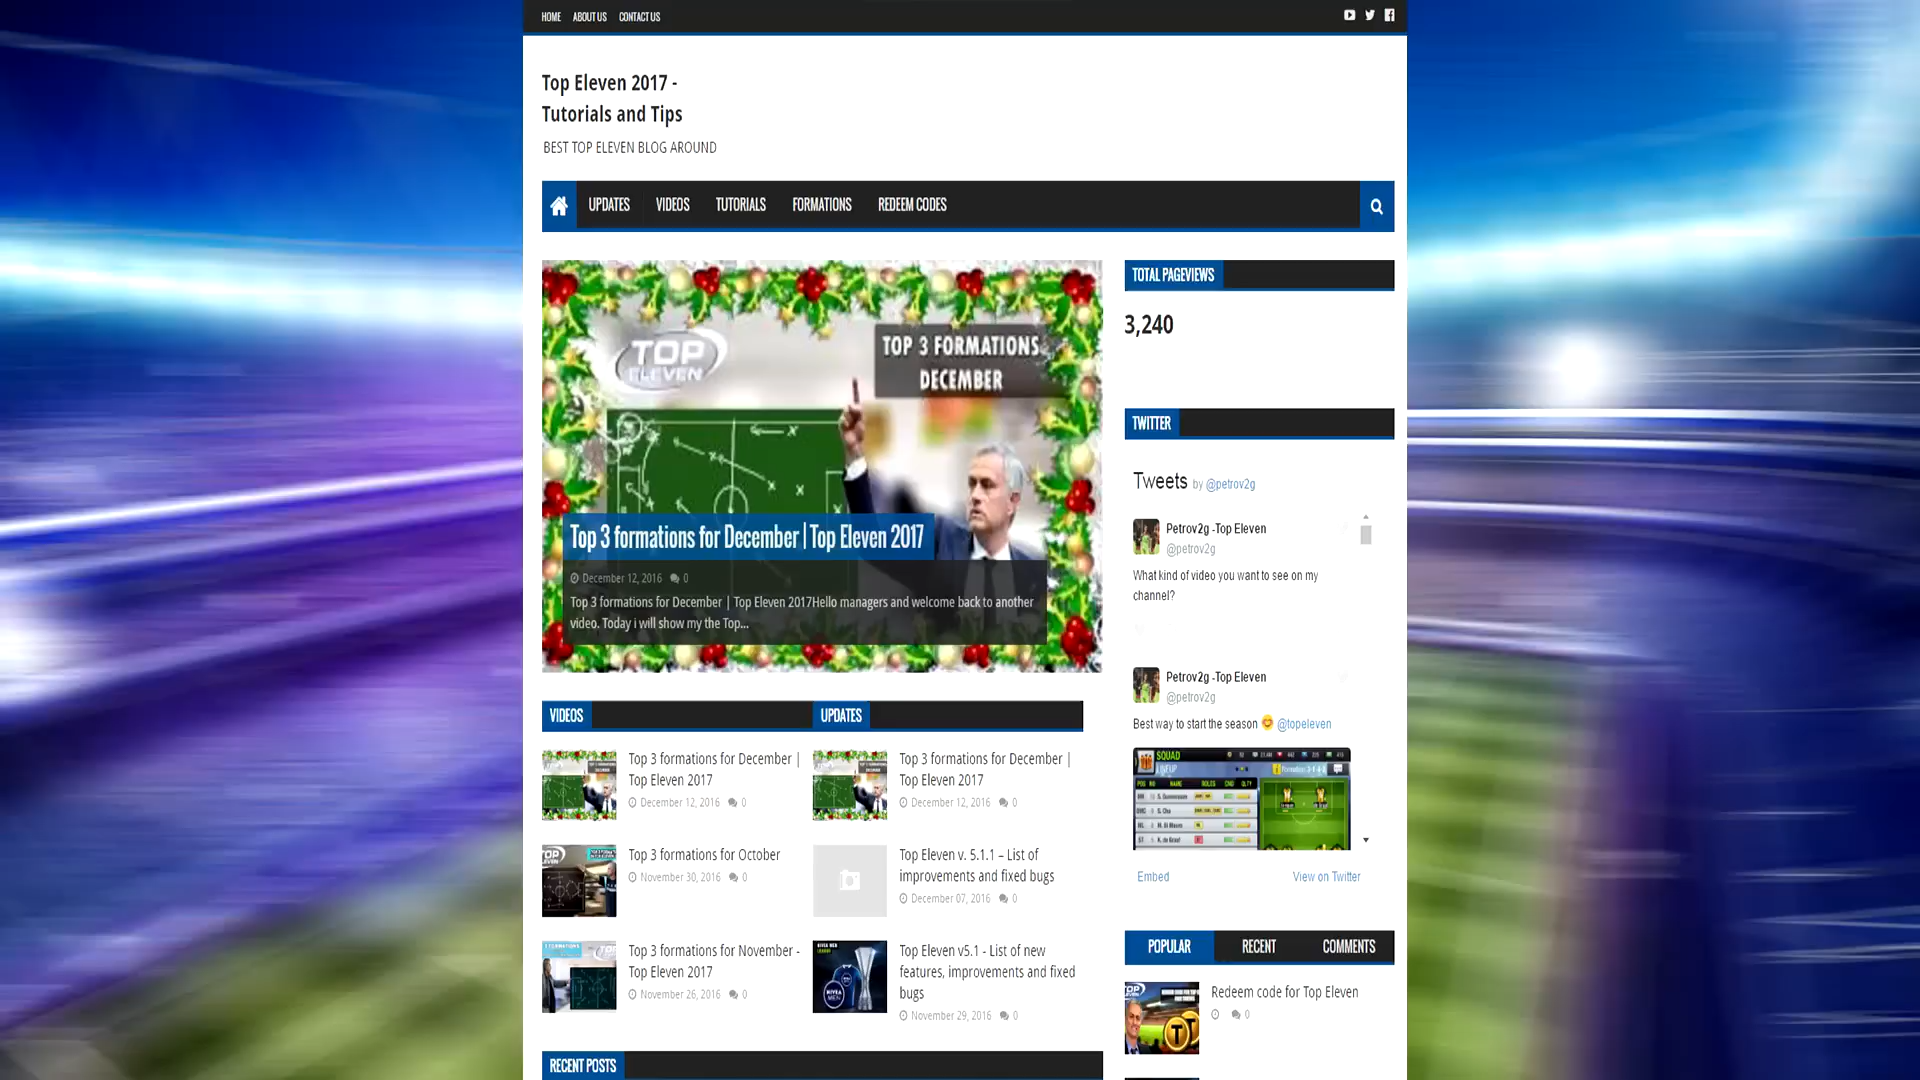 HOME ABOUT US CONTACT US
Top Eleven 2017 -
Tutorials and Tips
BEST TOP ELEVEN BLOG AROUND
UPDATES VIDEOS TUTORIALS FORMATIONS REDEEM CODES
TOP ELEVEN
TOP 3 FORMATIONS
DECEMBER
Top 3 formations for December | Top Eleven 2017
December 12, 2016 0
Top 3 formations for December | Top Eleven 2017Hello managers and welcome back to another
video. Today i will show my the Top...
VIDEOS
Top 3 formations for December |
Top Eleven 2017
December 12, 2016 0
Top 3 formations for October
November 30, 2016 0
Top 3 formations for November -
Top Eleven 2017
November 26, 2016 0
UPDATES
Top 3 formations for December |
Top Eleven 2017
December 12, 2016 0
Top Eleven v. 5.1.1 – List of
improvements and fixed bugs
December 07, 2016 0
Top Eleven v5.1 - List of new
features, improvements and fixed
bugs
November 29, 2016 0
RECENT POSTS
TOTAL PAGEVIEWS
3,240
TWITTER
Tweets by @petrov2g
Petrov2g -Top Eleven
@petrov2g
What kind of video you want to see on my
channel?
Petrov2g -Top Eleven
@petrov2g
Best way to start the season 😊 @topeleven
SQUAD
Embed View on Twitter
POPULAR RECENT COMMENTS
Redeem code for Top Eleven
0